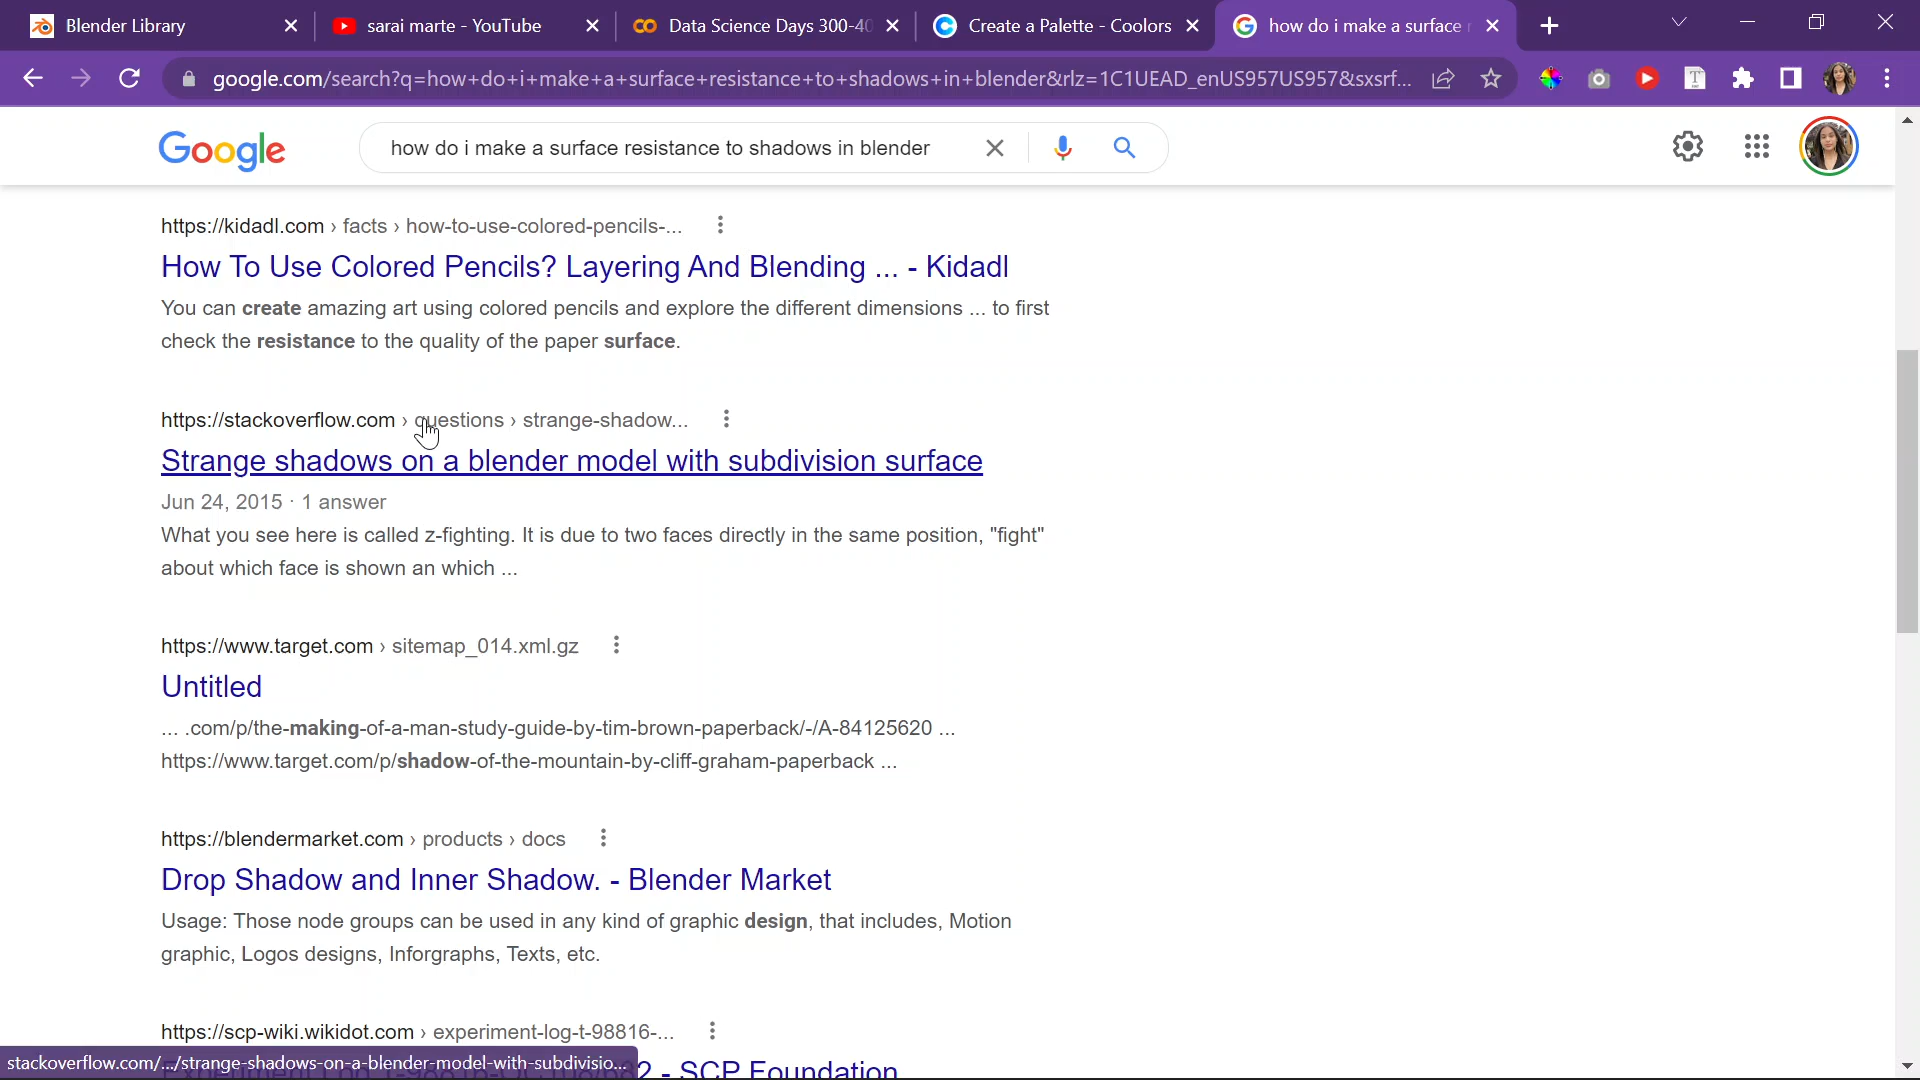 Blender Library
sarai marte - YouTube
Data Science Days 300-40
Create a Palette - Coolors
how do i make a surface r
google.com/search?q=how+do+i+make+a+surface+resistance+to+shadows+in+blender&rlz=1C1UEAD_enUS957US957&sxsrf...
Google
how do i make a surface resistance to shadows in blender
https://kidadl.com › facts › how-to-use-colored-pencils-...
How To Use Colored Pencils? Layering And Blending ... - Kidadl
You can create amazing art using colored pencils and explore the different dimensions ... to first
check the resistance to the quality of the paper surface.
https://stackoverflow.com › questions › strange-shadow...
Strange shadows on a blender model with subdivision surface
Jun 24, 2015 · 1 answer
What you see here is called z-fighting. It is due to two faces directly in the same position, "fight"
about which face is shown an which ...
https://www.target.com › sitemap_014.xml.gz
Untitled
... .com/p/the-making-of-a-man-study-guide-by-tim-brown-paperback/-/A-84125620 ...
https://www.target.com/p/shadow-of-the-mountain-by-cliff-graham-paperback ...
https://blendermarket.com › products › docs
Drop Shadow and Inner Shadow. - Blender Market
Usage: Those node groups can be used in any kind of graphic design, that includes, Motion
graphic, Logos designs, Inforgraphs, Texts, etc.
https://scp-wiki.wikidot.com › experiment-log-t-98816-...
2 - SCP Foundation
stackoverflow.com/.../strange-shadows-on-a-blender-model-with-subdivisio...